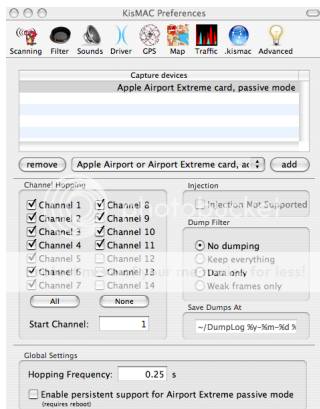 KisMAC Preferences
Scanning Filter Sounds Driver GPS Map Traffic .kismac Advanced
Capture devices
Apple Airport Extreme card, passive mode
remove Apple Airport or Airport Extreme card, ac add
Channel Hopping
Channel 1 Channel 8
Channel 2 Channel 9
Channel 3 Channel 10
Channel 4 Channel 11
Channel 5 Channel 12
Channel 6 Channel 13
Channel 7 Channel 14
All None
Start Channel: 1
Injection
Injection Not Supported
Dump Filter
No dumping
Keep everything
Data only
Weak frames only
Save Dumps At
~/DumpLog %y-%m-%d %
Global Settings
Hopping Frequency: 0.25 s
Enable persistent support for Airport Extreme passive mode
(requires reboot)
photobucket
for less!